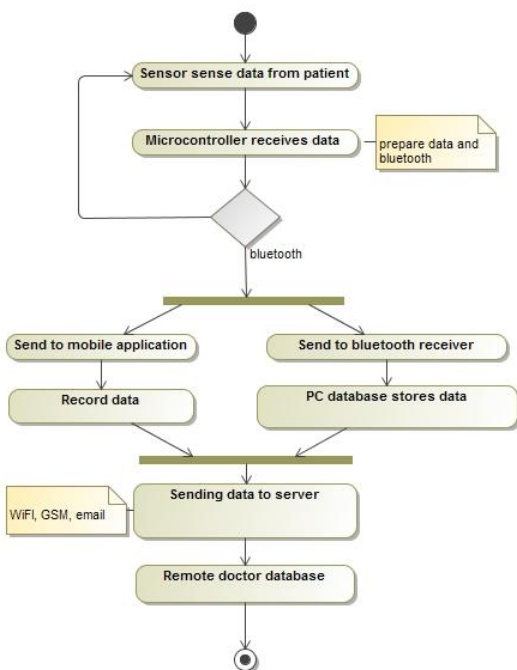 Sensor sense data from patient
Microcontroller receives data
prepare data and
bluetooth
bluetooth
Send to mobile application
Send to bluetooth receiver
Record data
PC database stores data
Sending data to server
WiFI, GSM, email
Remote doctor database